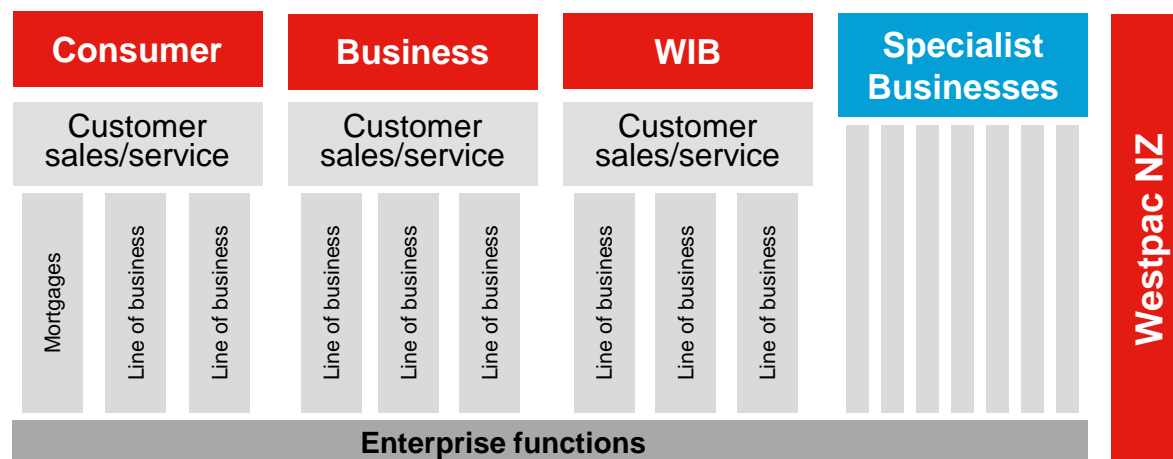 Consumer
Business
WIB
Specialist
Businesses
Customer
sales/service
Customer
sales/service
Customer
sales/service
Mortgages
Line of business
Line of business
Line of business
Line of business
Line of business
Line of business
Line of business
Line of business
Enterprise functions
Westpac NZ